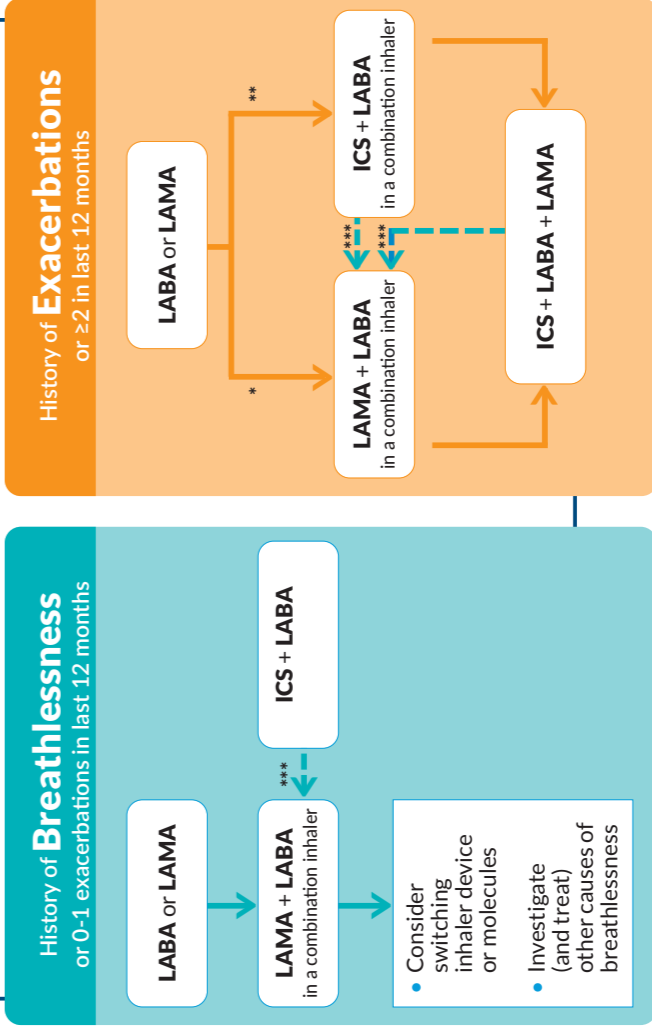 History of Breathlessness
or 0-1 exacerbations in last 12 months
LABA or LAMA
LAMA + LABA
in a combination inhaler
***
ICS + LABA
• Consider
switching
inhaler device
or molecules
• Investigate
(and treat)
other causes of
breathlessness
History of Exacerbations
or ≥2 in last 12 months
LABA or LAMA
*
**
LAMA + LABA
in a combination inhaler
***
***
ICS + LABA
in a combination inhaler
ICS + LABA + LAMA